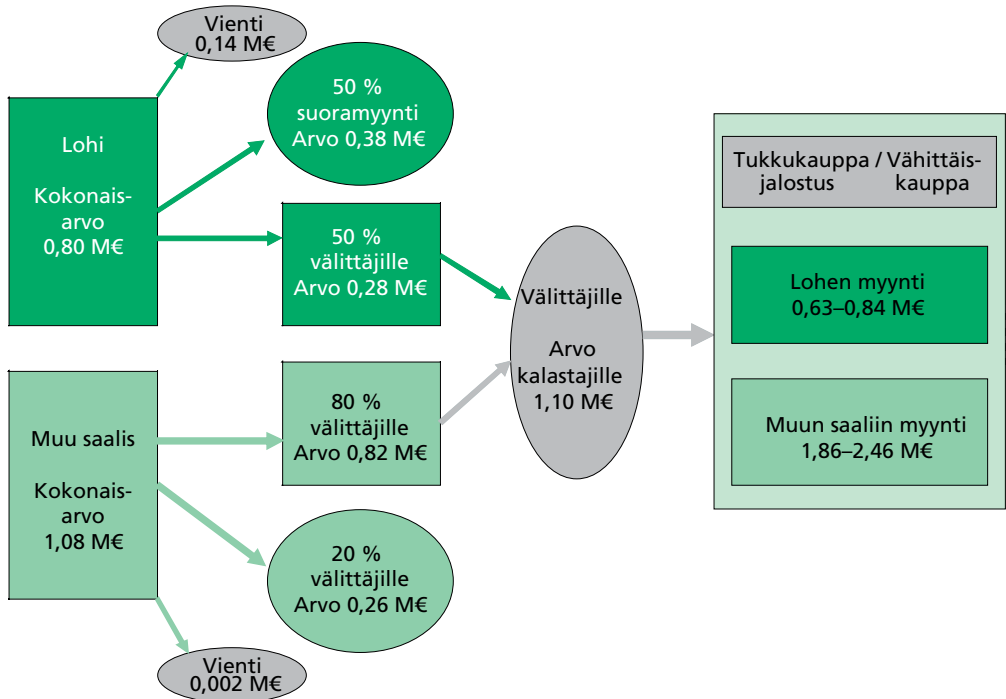 Vienti
0,14 M€
50 %
suoramyynti
Arvo 0,38 M€
Lohi
Kokonais-
arvo
0,80 M€
50 %
välittäjille
Arvo 0,28 M€
Muu saalis
Kokonais-
arvo
1,08 M€
80 %
välittäjille
Arvo 0,82 M€
20 %
välittäjille
Arvo 0,26 M€
Vienti
0,002 M€
Välittäjille
Arvo
kalastajille
1,10 M€
Tukkukauppa / Vähittäis-
jalostus kauppa
Lohen myynti
0,63–0,84 M€
Muun saaliin myynti
1,86–2,46 M€